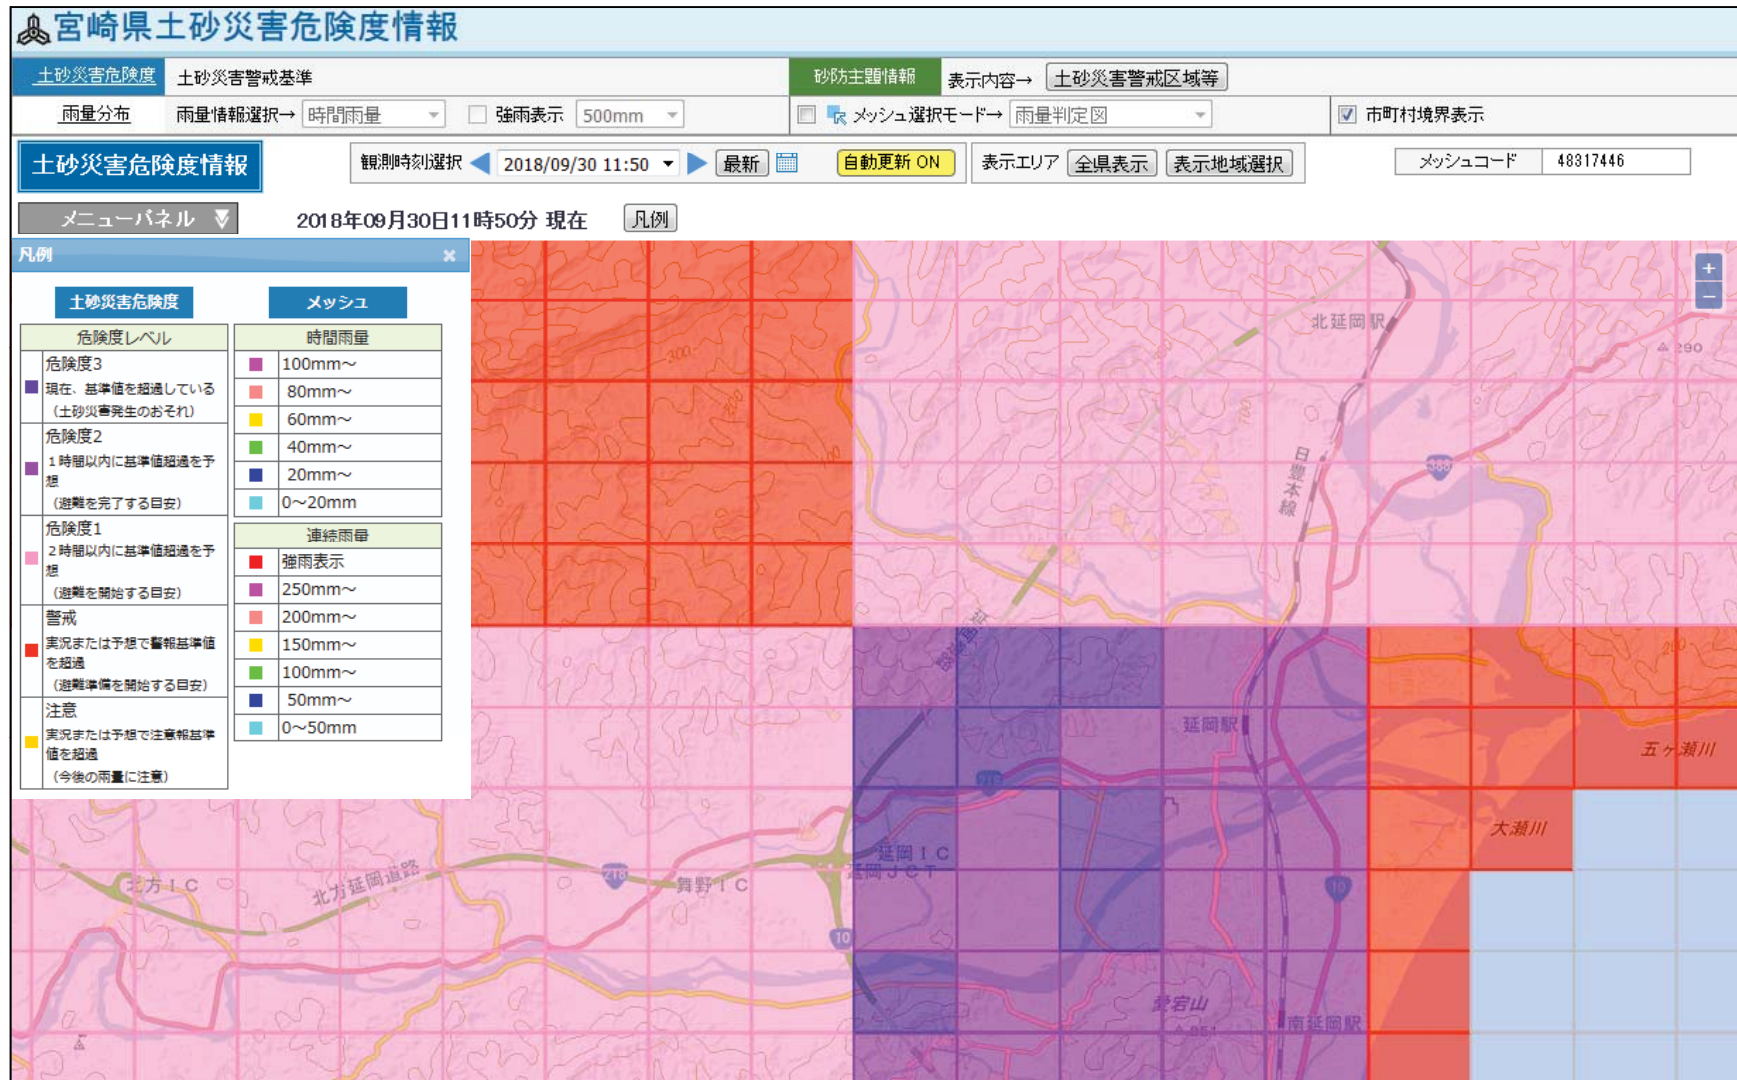 宮崎県土砂災害危険度情報
土砂災害危険度 土砂災害警戒基準 砂防主題情報 表示内容→ 土砂災害警戒区域等
雨量分布 雨量情報選択→ 時間雨量 強雨表示 500mm メッシュ選択モード→ 雨量判定図 市町村境界表示
土砂災害危険度情報 観測時刻選択 2018/09/30 11:50 最新 自動更新 ON 表示エリア 全県表示 表示地域選択 メッシュコード 48317446
メニューパネル 2018年09月30日11時50分 現在 凡例
凡例
土砂災害危険度
危険度レベル
危険度3
現在、基準値を超過している
（土砂災害発生のおそれ）
危険度2
1時間以内に基準値超過を予
想
（避難を完了する目安）
危険度1
2時間以内に基準値超過を予
想
（避難を開始する目安）
警戒
実況または予想で警報基準値
を超過
（避難準備を開始する目安）
注意
実況または予想で注意報基準
値を超過
（今後の雨量に注意）
メッシュ
時間雨量
100mm～
80mm～
60mm～
40mm～
20mm～
0～20mm
連続雨量
強雨表示
250mm～
200mm～
150mm～
100mm～
50mm～
0～50mm
+
−
北延岡駅
290
300
300
100
日豊本線
388
200
延岡駅
五ヶ瀬川
218
大瀬川
延岡IC
延岡JCT
北方IC
北方延岡道路
218
舞野IC
10
10
愛宕山
251
南延岡駅